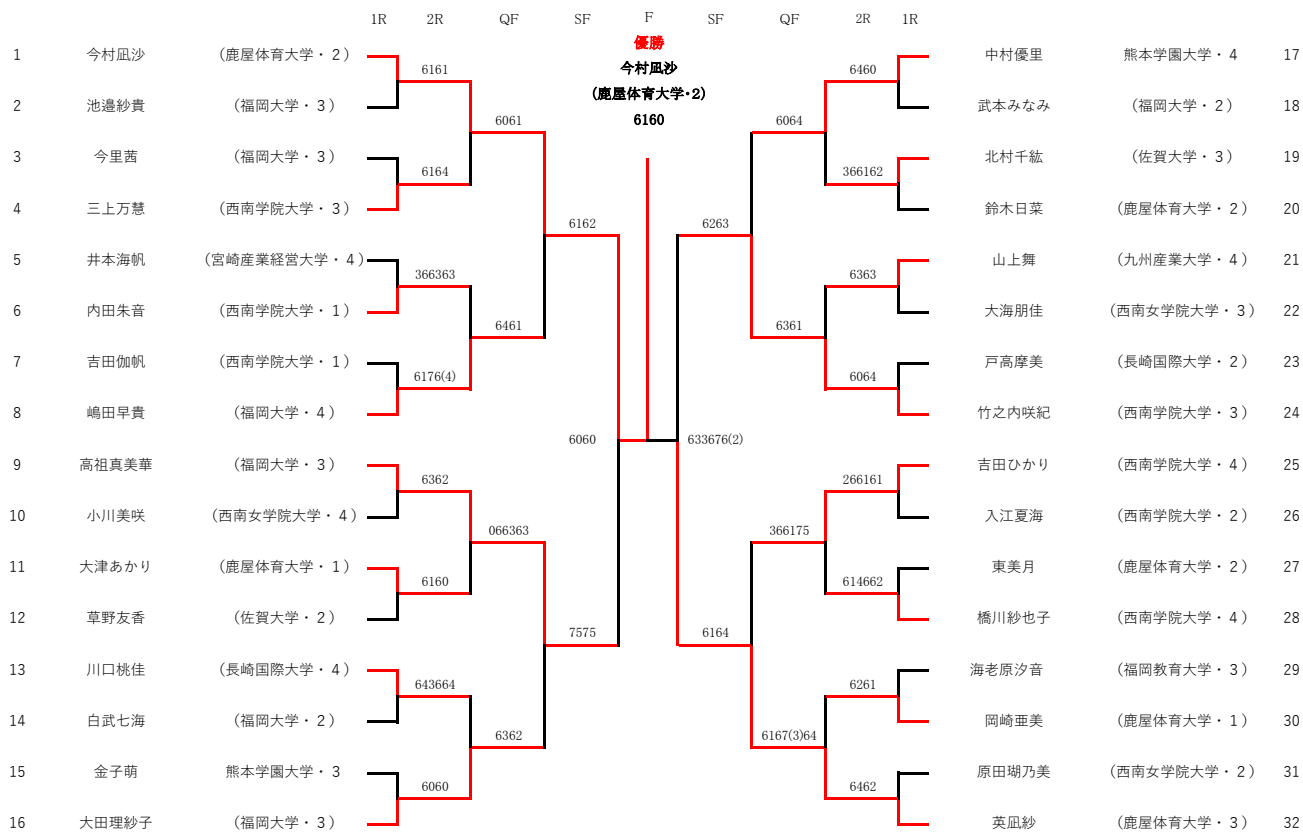 1R 2R QF SF F SF QF 2R 1R
優勝
1 今村凪沙 (鹿屋体育大学・２) 6161 今村凪沙 6460 中村優里 熊本学園大学・４ 17
(鹿屋体育大学・2)
2 池邉紗貴 (福岡大学・３) 武本みなみ (福岡大学・２) 18
6061 6160 6064
3 今里茜 (福岡大学・３) 北村千紘 (佐賀大学・３) 19
6164 366162
4 三上万慧 (西南学院大学・３) 鈴木日菜 (鹿屋体育大学・２) 20
6162 6263
5 井本海帆 (宮崎産業経営大学・４) 山上舞 (九州産業大学・４) 21
366363 6363
6 内田朱音 (西南学院大学・１) 大海朋佳 (西南女学院大学・３) 22
6461 6361
7 吉田伽帆 (西南学院大学・１) 戸高摩美 (長崎国際大学・２) 23
6176(4) 6064
8 嶋田早貴 (福岡大学・４) 竹之内咲紀 (西南学院大学・３) 24
6060 633676(2)
9 高祖真美華 (福岡大学・３) 吉田ひかり (西南学院大学・４) 25
6362 266161
10 小川美咲 (西南女学院大学・４) 入江夏海 (西南学院大学・２) 26
066363 366175
11 大津あかり (鹿屋体育大学・１) 東美月 (鹿屋体育大学・２) 27
6160 614662
12 草野友香 (佐賀大学・２) 橋川紗也子 (西南学院大学・４) 28
7575 6164
13 川口桃佳 (長崎国際大学・４) 海老原汐音 (福岡教育大学・３) 29
643664 6261
14 白武七海 (福岡大学・２) 岡崎亜美 (鹿屋体育大学・１) 30
6362 6167(3)64
15 金子萌 熊本学園大学・３ 原田瑚乃美 (西南女学院大学・２) 31
6060 6462
16 大田理紗子 (福岡大学・３) 英凪紗 (鹿屋体育大学・３) 32